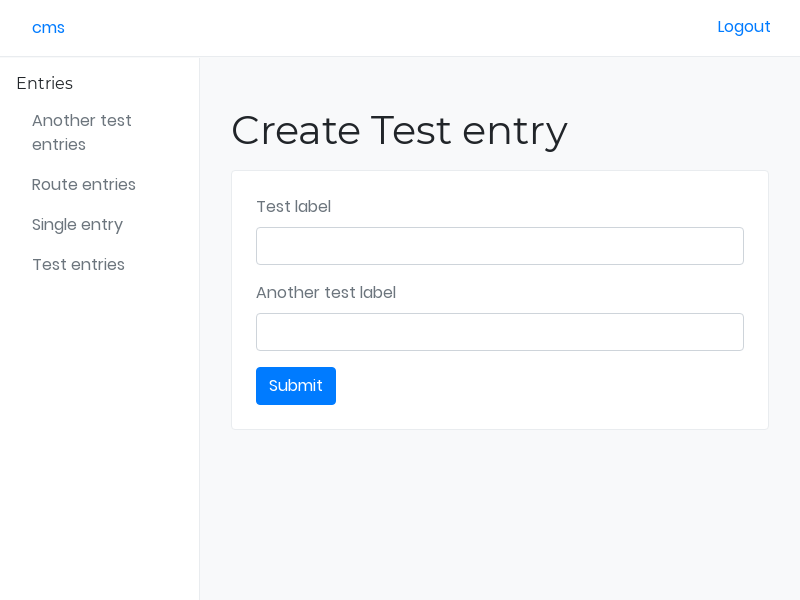 cms
Logout
Entries
Another test
entries
Route entries
Single entry
Test entries
Create Test entry
Test label
Another test label
Submit